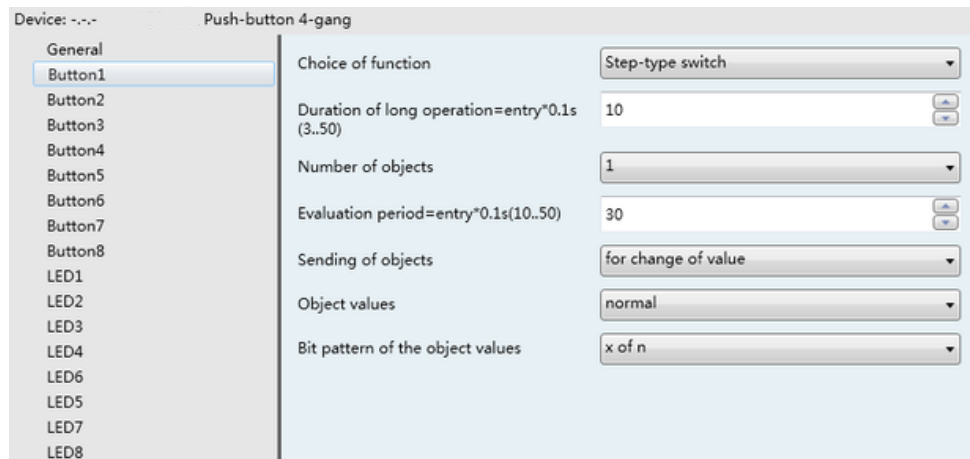 Device: -.-.- Push-button 4-gang
General
Button1
Button2
Button3
Button4
Button5
Button6
Button7
Button8
LED1
LED2
LED3
LED4
LED6
LED5
LED7
LED8
Choice of function Step-type switch
Duration of long operation=entry*0.1s
(3..50) 10
Number of objects 1
Evaluation period=entry*0.1s(10..50) 30
Sending of objects for change of value
Object values normal
Bit pattern of the object values x of n